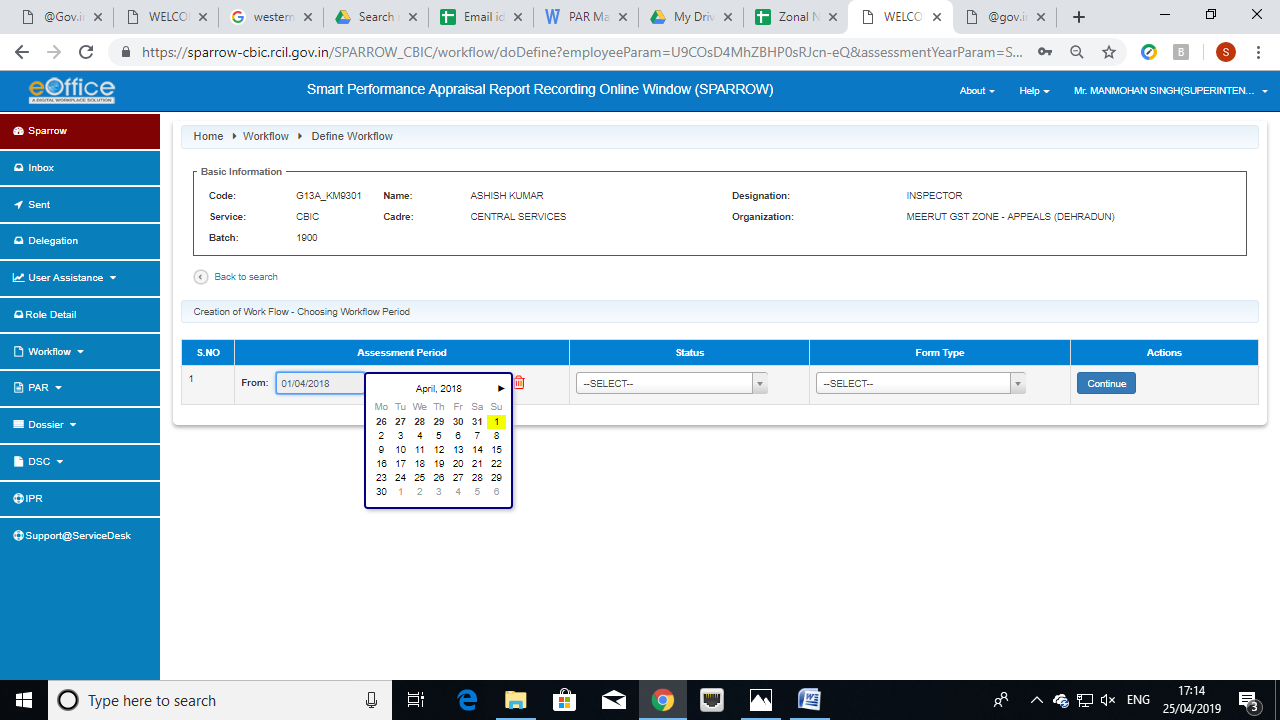 @Gov.i
WELCO
western
Search
Email id
PAR Ma
My Driv
Zonal N
WELCO
@gov.i
https://sparrow-cbic.rcil.gov.in/SPARROW_CBIC/workflow/doDefine?employeeParam=U9COsD4MhZBHP0sRJcn-eQ&assessmentYearParam=S...
B
S
eOffice
A DIGITAL WORKPLACE SOLUTION
Smart Performance Appraisal Report Recording Online Window (SPARROW)
About
Help
Mr. MANMOHAN SINGH(SUPERINTEN...
Sparrow
Inbox
Sent
Delegation
User Assistance
Role Detail
Workflow
PAR
Dossier
DSC
IPR
Support@ServiceDesk
Home Workflow Define Workflow
Basic Information
Code: G13A_KM9301 Name: ASHISH KUMAR Designation: INSPECTOR
Service: CBIC Cadre: CENTRAL SERVICES Organization: MEERUT GST ZONE - APPEALS (DEHRADUN)
Batch: 1900
Back to search
Creation of Work Flow - Choosing Workflow Period
S.NO Assessment Period Status Form Type Actions
1 From: 01/04/2018 --SELECT-- --SELECT-- Continue
April, 2018
Mo Tu We Th Fr Sa Su
26 27 28 29 30 31 1
2 3 4 5 6 7 8
9 10 11 12 13 14 15
16 17 18 19 20 21 22
23 24 25 26 27 28 29
30 1 2 3 4 5 6
Type here to search
ENG
17:14
25/04/2019
3